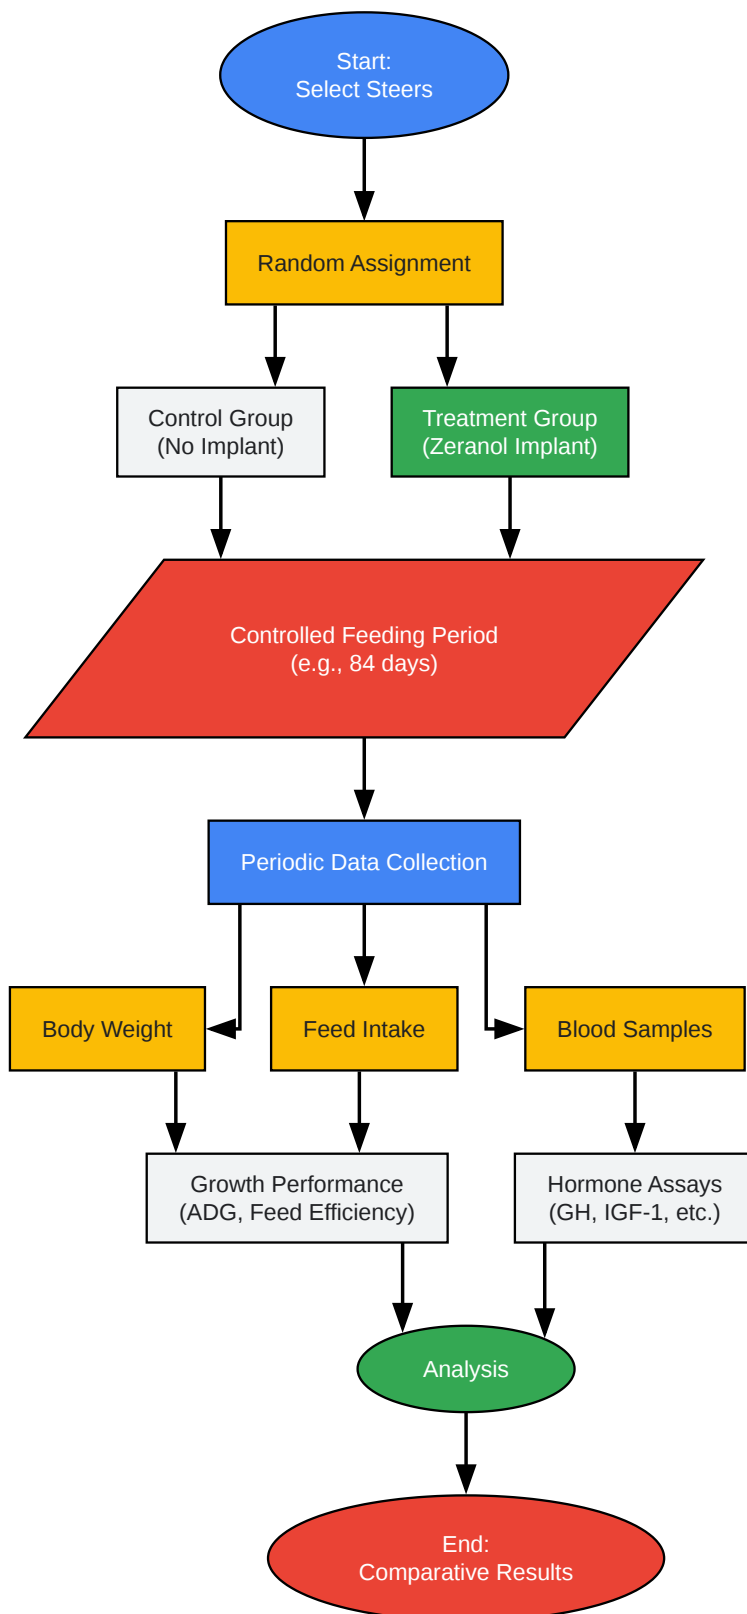 Start:
Select Steers
Random Assignment
Control Group
(No Implant)
Treatment Group
(Zeranol Implant)
Controlled Feeding Period
(e.g., 84 days)
Periodic Data Collection
Body Weight
Feed Intake
Blood Samples
Growth Performance
(ADG, Feed Efficiency)
Hormone Assays
(GH, IGF-1, etc.)
Analysis
End:
Comparative Results